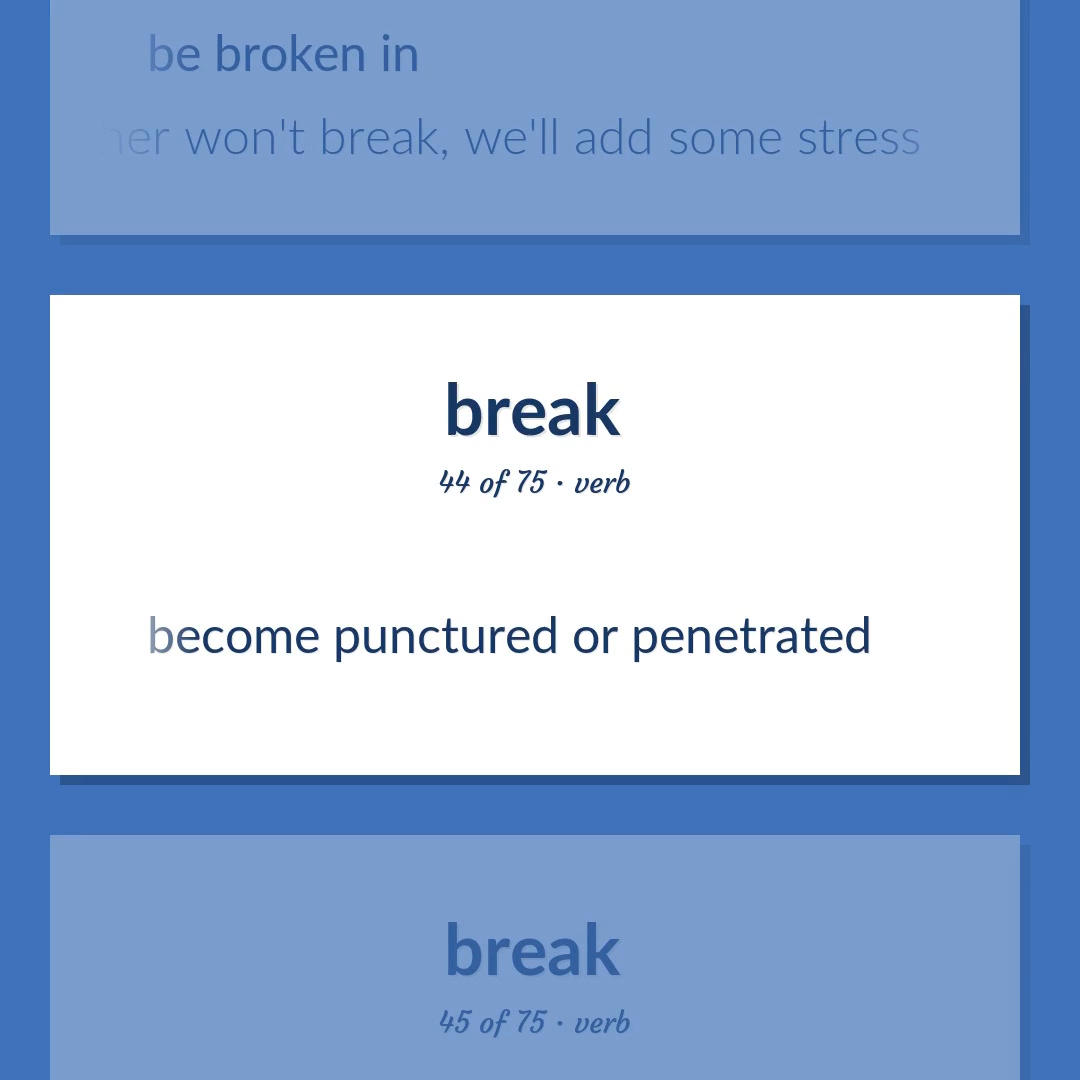 be broken in
won't break, we'll add some stress
break
44 of 75 · verb
become punctured or penetrated
break
45 of 75 · verb